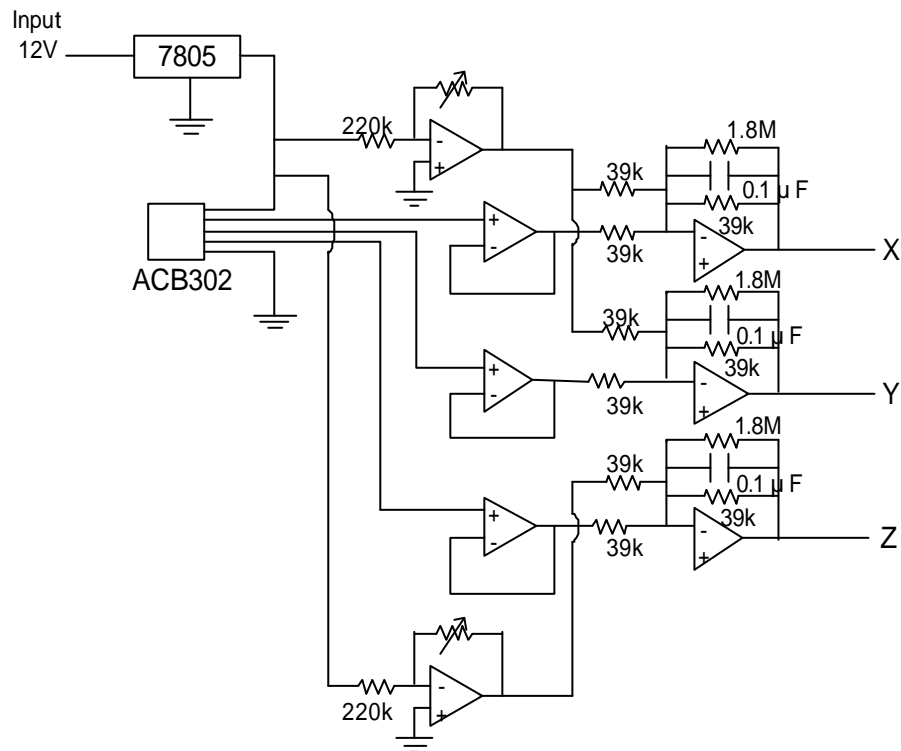 Input
12V
7805
220k
-
+
1.8M
39k
0.1 µ F
39k
+
-
39k
-
+
X
ACB302
1.8M
39k
0.1 µ F
39k
+
-
39k
-
+
Y
1.8M
39k
0.1 µ F
39k
+
-
39k
-
+
Z
220k
-
+